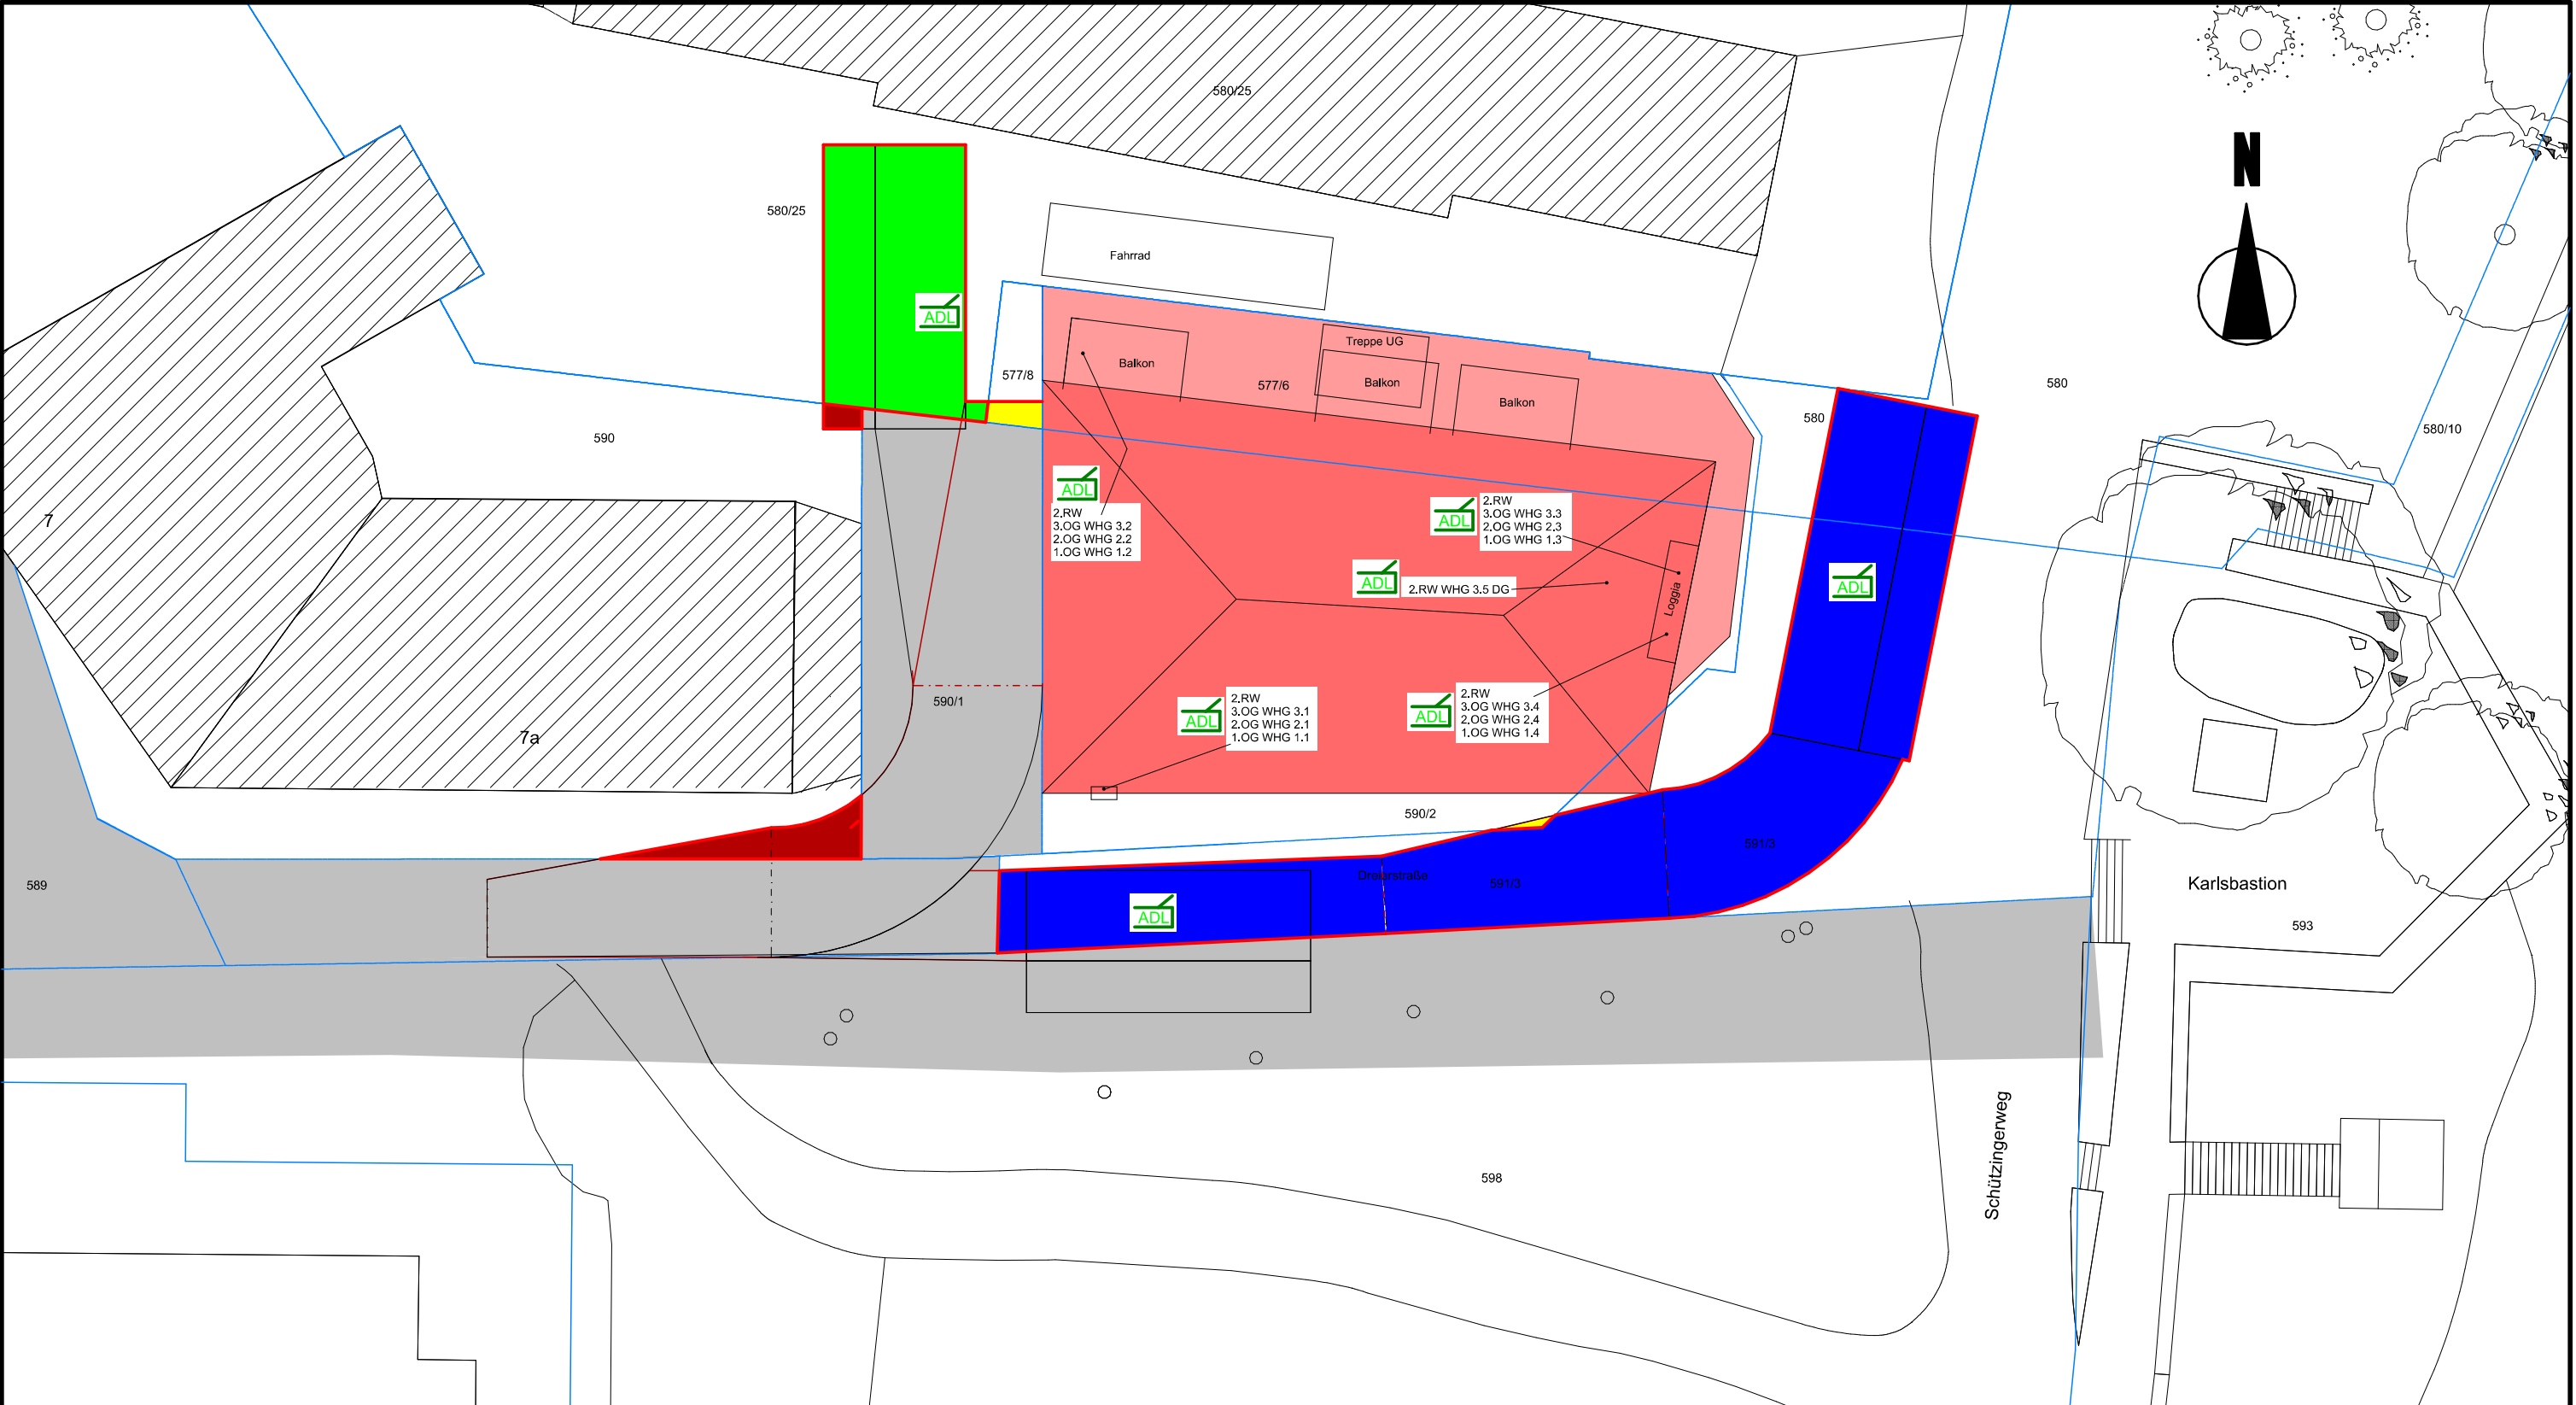 580/25
N
580/25
Fahrrad
Treppe UG
Balkon
577/8
577/6
Balkon
Balkon
580
580
580/10
590
ADL
ADL
2.RW
3.OG WHG 3.2
2.OG WHG 2.2
1.OG WHG 1.2
ADL
2.RW
3.OG WHG 3.3
2.OG WHG 2.3
1.OG WHG 1.3
7
ADL
2.RW WHG 3.5 DG
Loggia
ADL
590/1
ADL
2.RW
3.OG WHG 3.1
2.OG WHG 2.1
1.OG WHG 1.1
ADL
2.RW
3.OG WHG 3.4
2.OG WHG 2.4
1.OG WHG 1.4
7a
590/2
591/3
589
Dreierstraße
591/3
Karlsbastion
ADL
593
598
Schützingerweg